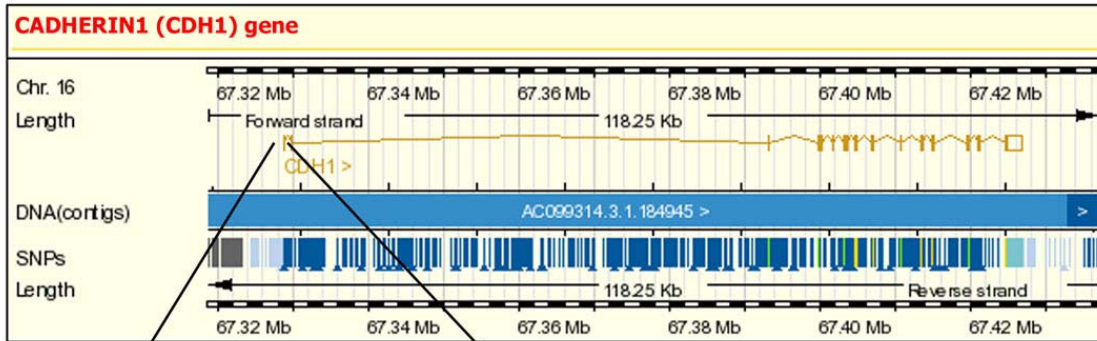 CADHERIN1 (CDH1) gene
Chr. 16
67.32 Mb 67.34 Mb 67.36 Mb 67.38 Mb 67.40 Mb 67.42 Mb
Length Forward strand 118.25 Kb
CDH1 >
DNA(contigs) AC099314.3.1.184945 > >
SNPs
Length 118.25 Kb Reverse strand
67.32 Mb 67.34 Mb 67.36 Mb 67.38 Mb 67.40 Mb 67.42 Mb